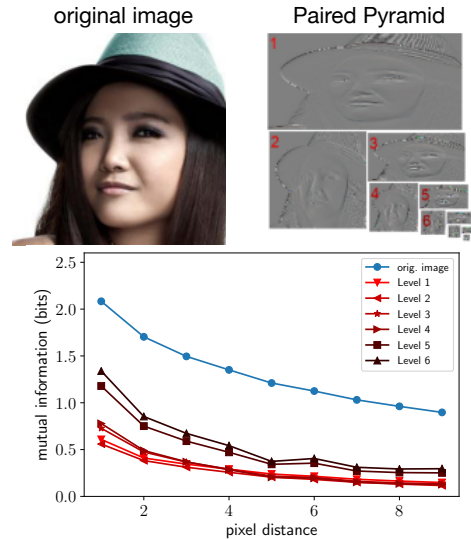 original image
Paired Pyramid
1
2
3
4
5
6
2.5
2.0
1.5
1.0
0.5
0.0
mutual information (bits)
orig. image
Level 1
Level 2
Level 3
Level 4
Level 5
Level 6
2
4
6
8
pixel distance